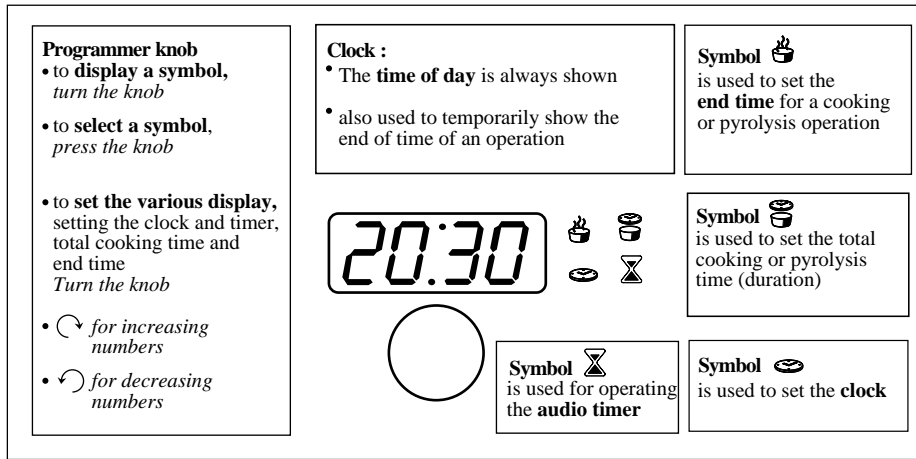 Programmer knob
• to display a symbol,
turn the knob
• to select a symbol,
press the knob
• to set the various display,
setting the clock and timer,
total cooking time and
end time
Turn the knob
• for increasing
numbers
• for decreasing
numbers
Clock :
• The time of day is always shown
• also used to temporarily show the
end of time of an operation
Symbol
is used to set the
end time for a cooking
or pyrolysis operation
20:30
Symbol
is used to set the total
cooking or pyrolysis
time (duration)
Symbol
is used for operating
the audio timer
Symbol
is used to set the clock